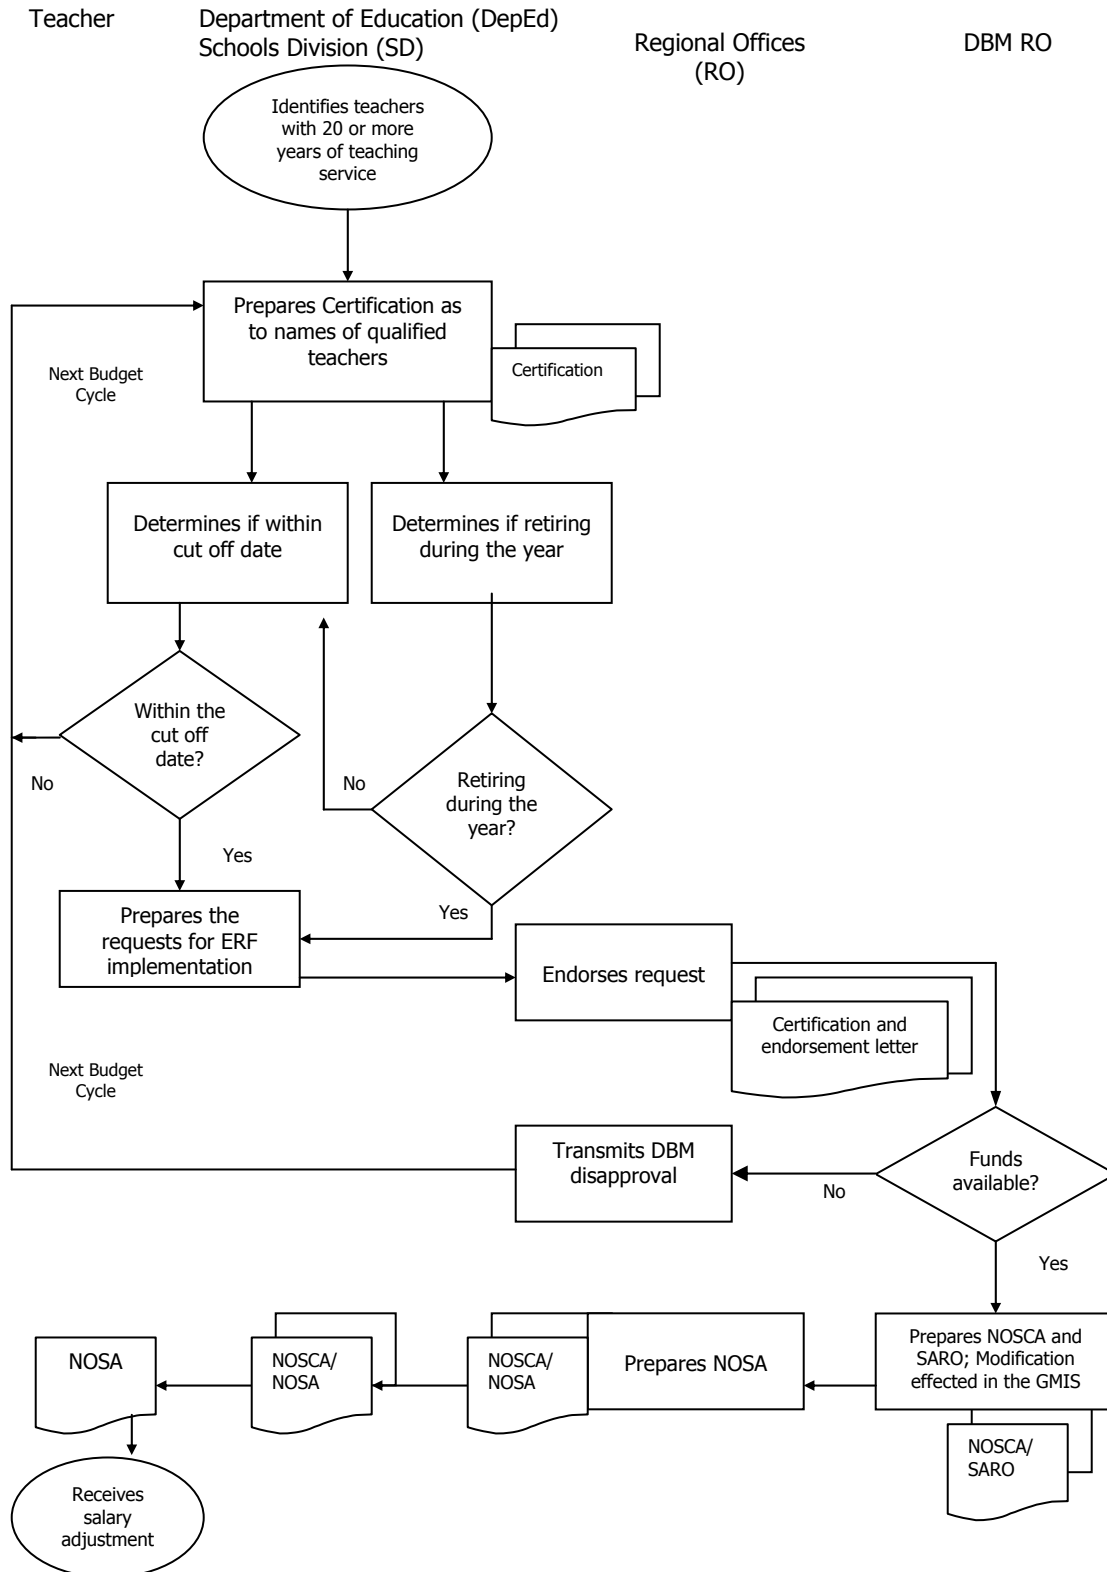 Teacher
Department of Education (DepEd)
Schools Division (SD)
Regional Offices
(RO)
DBM RO
Identifies teachers
with 20 or more
years of teaching
service
Prepares Certification as
to names of qualified
teachers
Certification
Next Budget
Cycle
Determines if within
cut off date
Determines if retiring
during the year
Within the
cut off
date?
No
Yes
Retiring
during the
year?
No
Yes
Prepares the
requests for ERF
implementation
Endorses request
Certification and
endorsement letter
Next Budget
Cycle
Transmits DBM
disapproval
Funds
available?
No
Yes
NOSA
NOSCA/
NOSA
NOSCA/
NOSA
Prepares NOSA
Prepares NOSCA and
SARO; Modification
effected in the GMIS
NOSCA/
SARO
Receives
salary
adjustment